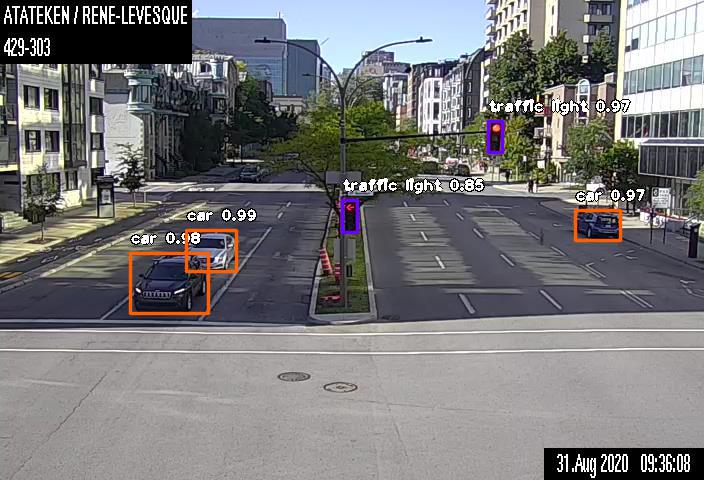 ATATEKEN / RENE-LEVESQUE
429-303
traffic light 0.97
traffic light 0.85
car 0.97
car 0.99
car 0.98
31.Aug 2020 09:36:08